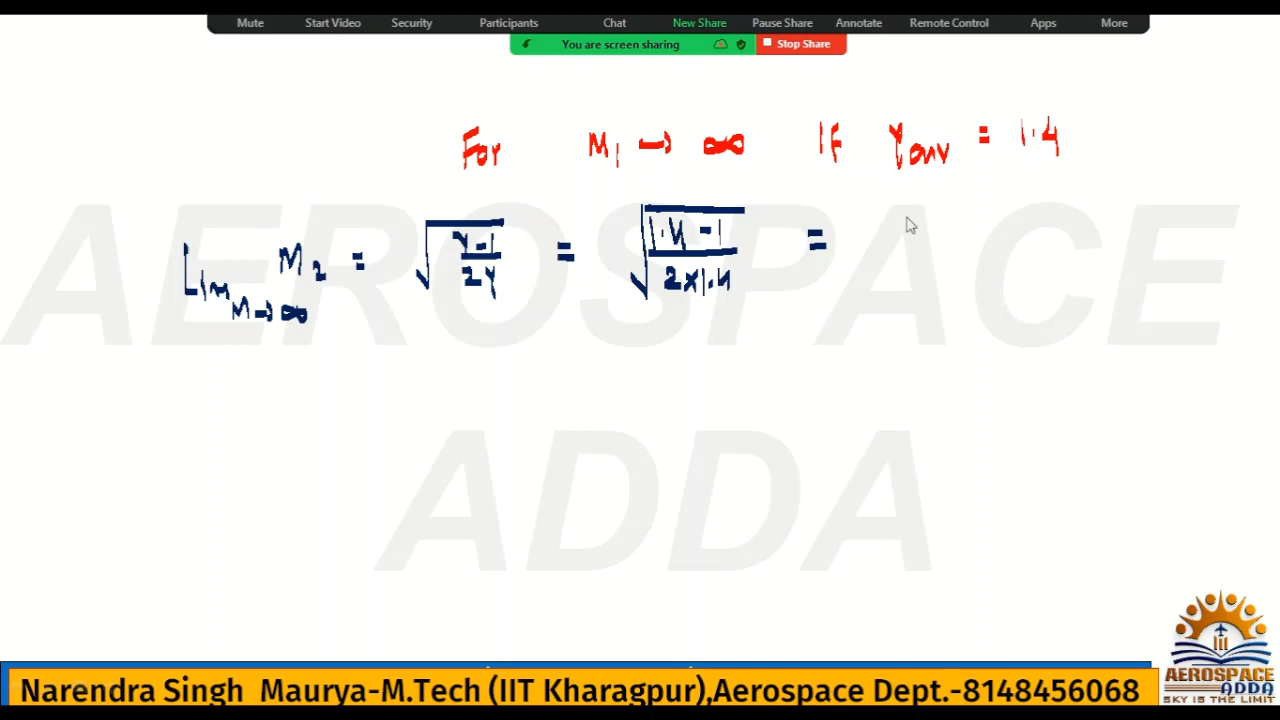 Mute Start Video Security Participants Chat New Share Pause Share Annotate Remote Control Apps More
You are screen sharing Stop Share
For M₁ → ∞ If γ = 1.4
Lim M→∞ M₂ = √((γ-1)/(2γ)) = √((1.4-1)/(2×1.4)) =
AEROSPACE
ADDA
AEROSPACE
ADDA
SKY IS THE LIMIT
Narendra Singh Maurya-M.Tech (IIT Kharagpur),Aerospace Dept.-8148456068